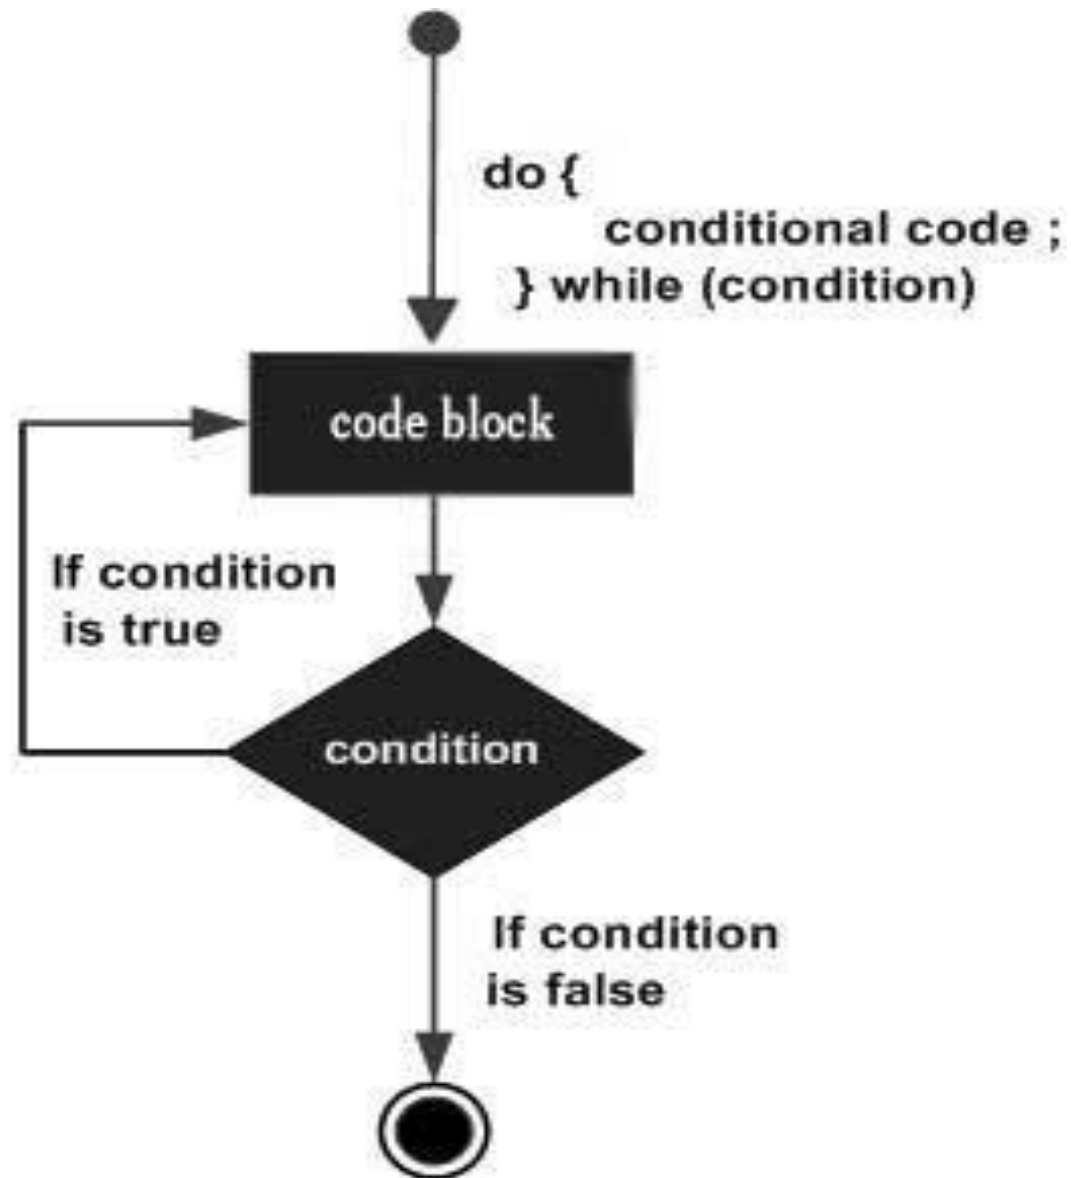 do {
conditional code ;
} while (condition)
code block
If condition
is true
condition
If condition
is false